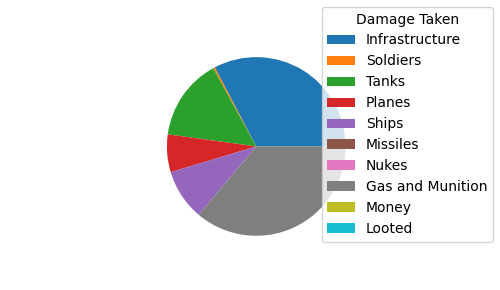 Damage Taken
Infrastructure
Soldiers
Tanks
Planes
Ships
Missiles
Nukes
Gas and Munition
Money
Looted